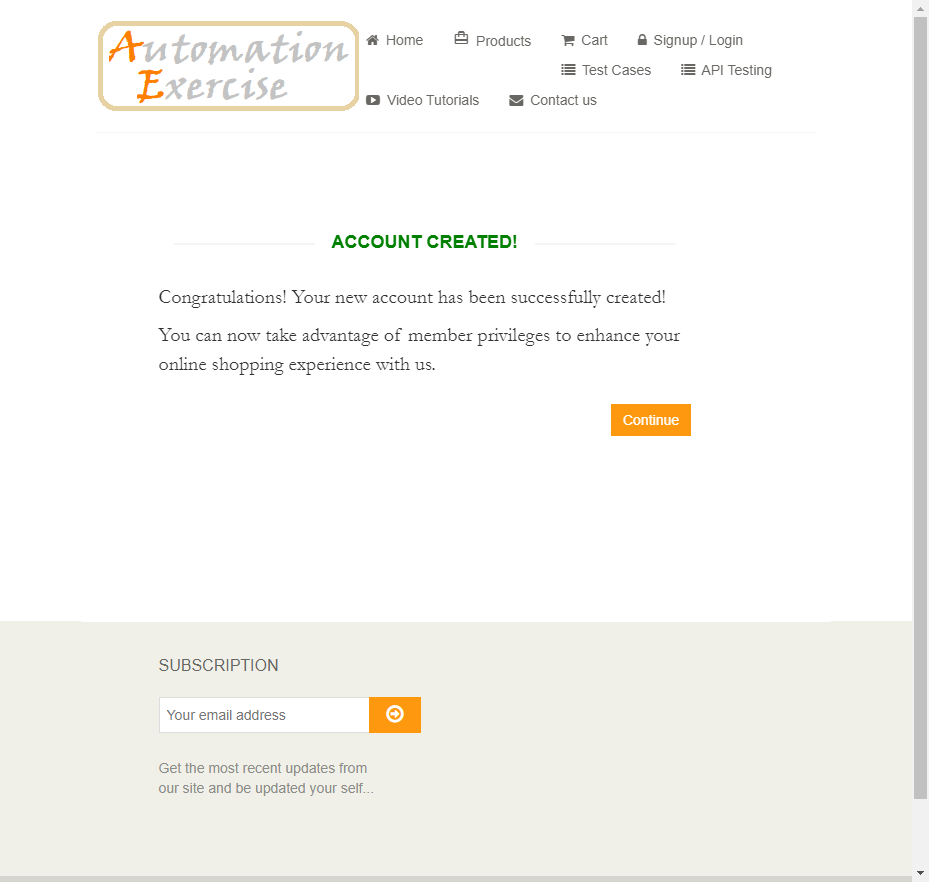 Automation
Exercise
Home Products Cart Signup / Login
Test Cases API Testing
Video Tutorials Contact us
ACCOUNT CREATED!
Congratulations! Your new account has been successfully created!
You can now take advantage of member privileges to enhance your
online shopping experience with us.
Continue
SUBSCRIPTION
Your email address
Get the most recent updates from
our site and be updated your self...